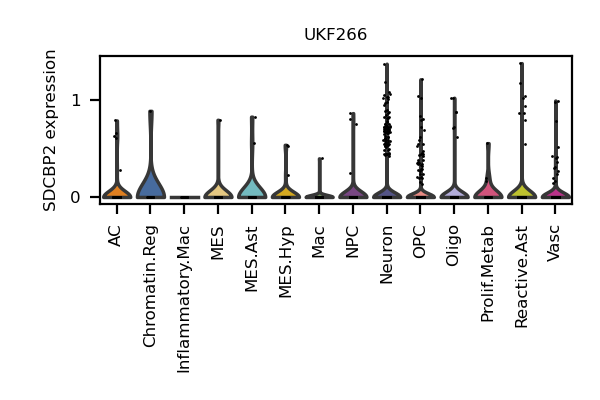 UKF266
SDCBP2 expression
1
0
AC
Chromatin.Reg
Inflammatory.Mac
MES
MES.Ast
MES.Hyp
Mac
NPC
Neuron
OPC
Oligo
Prolif.Metab
Reactive.Ast
Vasc